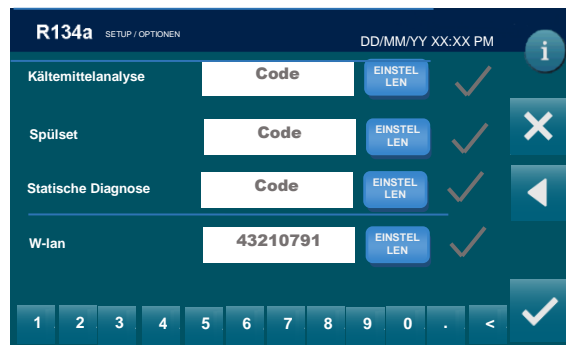 R134a SETUP / OPTIONEN
DD/MM/YY XX:XX PM
i
Kältemittelanalyse Code EINSTEL
LEN
Spülset Code EINSTEL
LEN
Statische Diagnose Code EINSTEL
LEN
W-lan 43210791 EINSTEL
LEN
1 2 3 4 5 6 7 8 9 0 . <